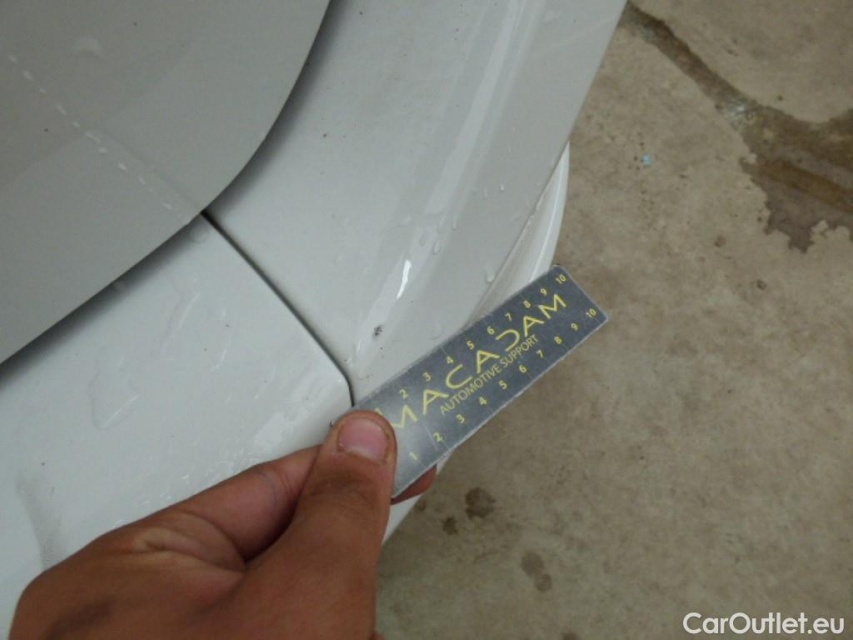 2 3 4 5 6 7 8 9 10
MACADAM
AUTOMOTIVE SUPPORT
1 2 3 4 5 6 7 8 9 10
CarOutlet.eu